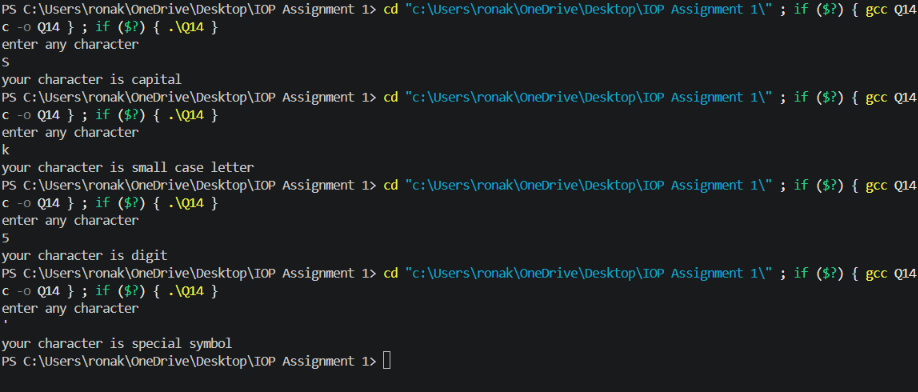 PS C:\Users\ronak\OneDrive\Desktop\IOP Assignment 1> cd "c:\Users\ronak\OneDrive\Desktop\IOP Assignment 1\" ; if ($?) { gcc Q14
c -o Q14 } ; if ($?) { .\Q14 }
enter any character
S
your character is capital
PS C:\Users\ronak\OneDrive\Desktop\IOP Assignment 1> cd "c:\Users\ronak\OneDrive\Desktop\IOP Assignment 1\" ; if ($?) { gcc Q14
c -o Q14 } ; if ($?) { .\Q14 }
enter any character
k
your character is small case letter
PS C:\Users\ronak\OneDrive\Desktop\IOP Assignment 1> cd "c:\Users\ronak\OneDrive\Desktop\IOP Assignment 1\" ; if ($?) { gcc Q14
c -o Q14 } ; if ($?) { .\Q14 }
enter any character
5
your character is digit
PS C:\Users\ronak\OneDrive\Desktop\IOP Assignment 1> cd "c:\Users\ronak\OneDrive\Desktop\IOP Assignment 1\" ; if ($?) { gcc Q14
c -o Q14 } ; if ($?) { .\Q14 }
enter any character
'
your character is special symbol
PS C:\Users\ronak\OneDrive\Desktop\IOP Assignment 1>